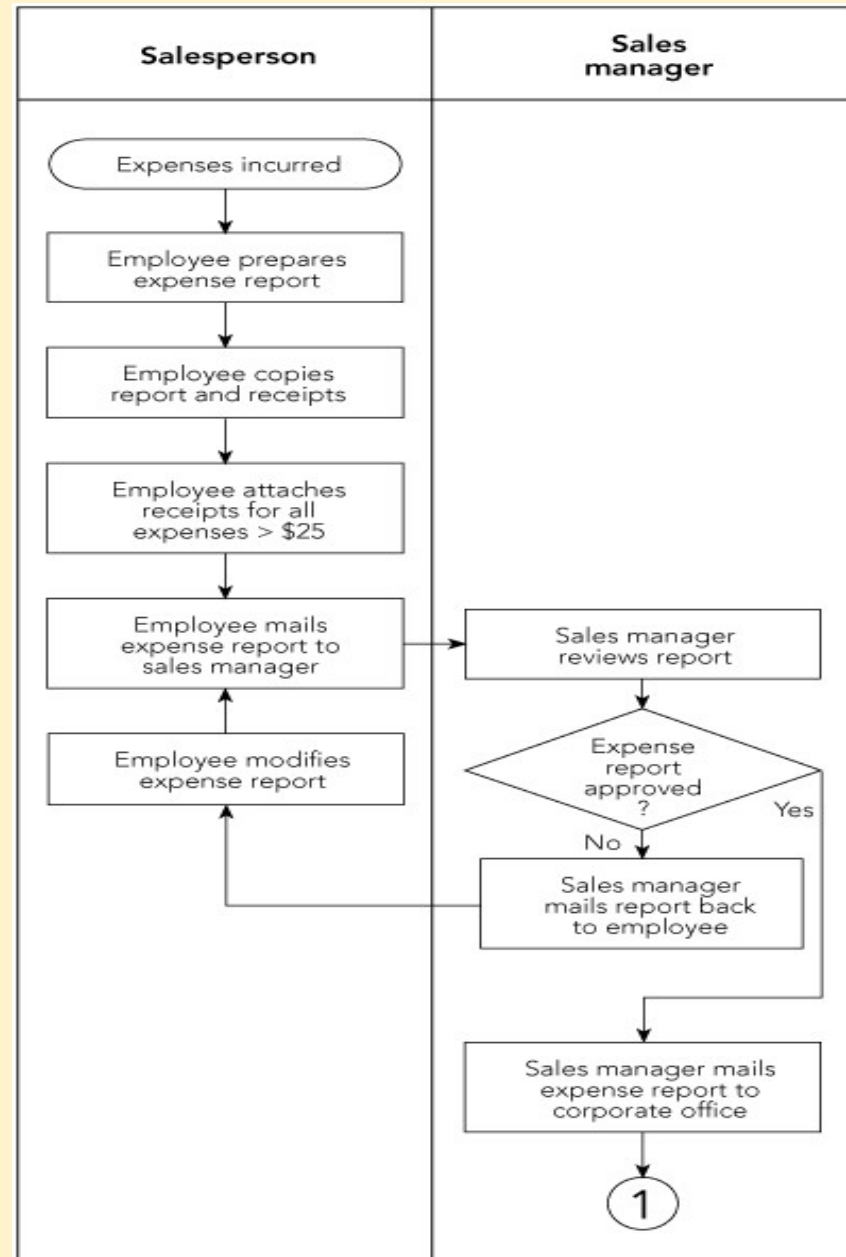 Salesperson
Sales
manager
Expenses incurred
Employee prepares
expense report
Employee copies
report and receipts
Employee attaches
receipts for all
expenses > $25
Employee mails
expense report to
sales manager
Sales manager
reviews report
Employee modifies
expense report
Expense
report
approved
?
Yes
No
Sales manager
mails report back
to employee
Sales manager mails
expense report to
corporate office
1